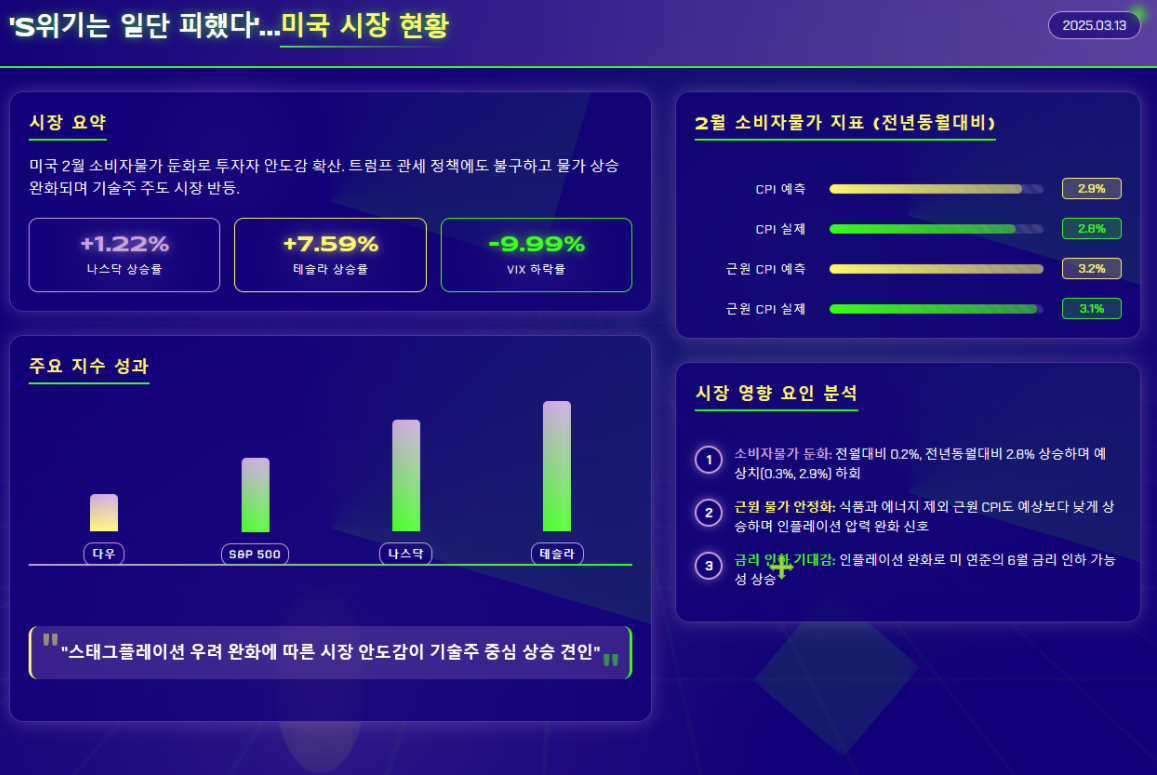 'S위기는 일단 피했다'...미국 시장 현황
2025.03.13
시장 요약
미국 2월 소비자물가 둔화로 투자자 안도감 확산. 트럼프 관세 정책에도 불구하고 물가 상승
완화되며 기술주 주도 시장 반등.
+1.22%
나스닥 상승률
+7.59%
테슬라 상승률
-9.99%
VIX 하락률
주요 지수 성과
다우
S&P 500
나스닥
테슬라
"스태그플레이션 우려 완화에 따른 시장 안도감이 기술주 중심 상승 견인"
2월 소비자물가 지표 (전년동월대비)
CPI 예측
2.9%
CPI 실제
2.8%
근원 CPI 예측
3.2%
근원 CPI 실제
3.1%
시장 영향 요인 분석
1
소비자물가 둔화: 전월대비 0.2%, 전년동월대비 2.8% 상승하며 예
상치(0.3%, 2.9%) 하회
2
근원 물가 안정화: 식품과 에너지 제외 근원 CPI도 예상보다 낮게 상
승하며 인플레이션 압력 완화 신호
3
금리 인하 기대감: 인플레이션 완화로 미 연준의 6월 금리 인하 가능
성 상승